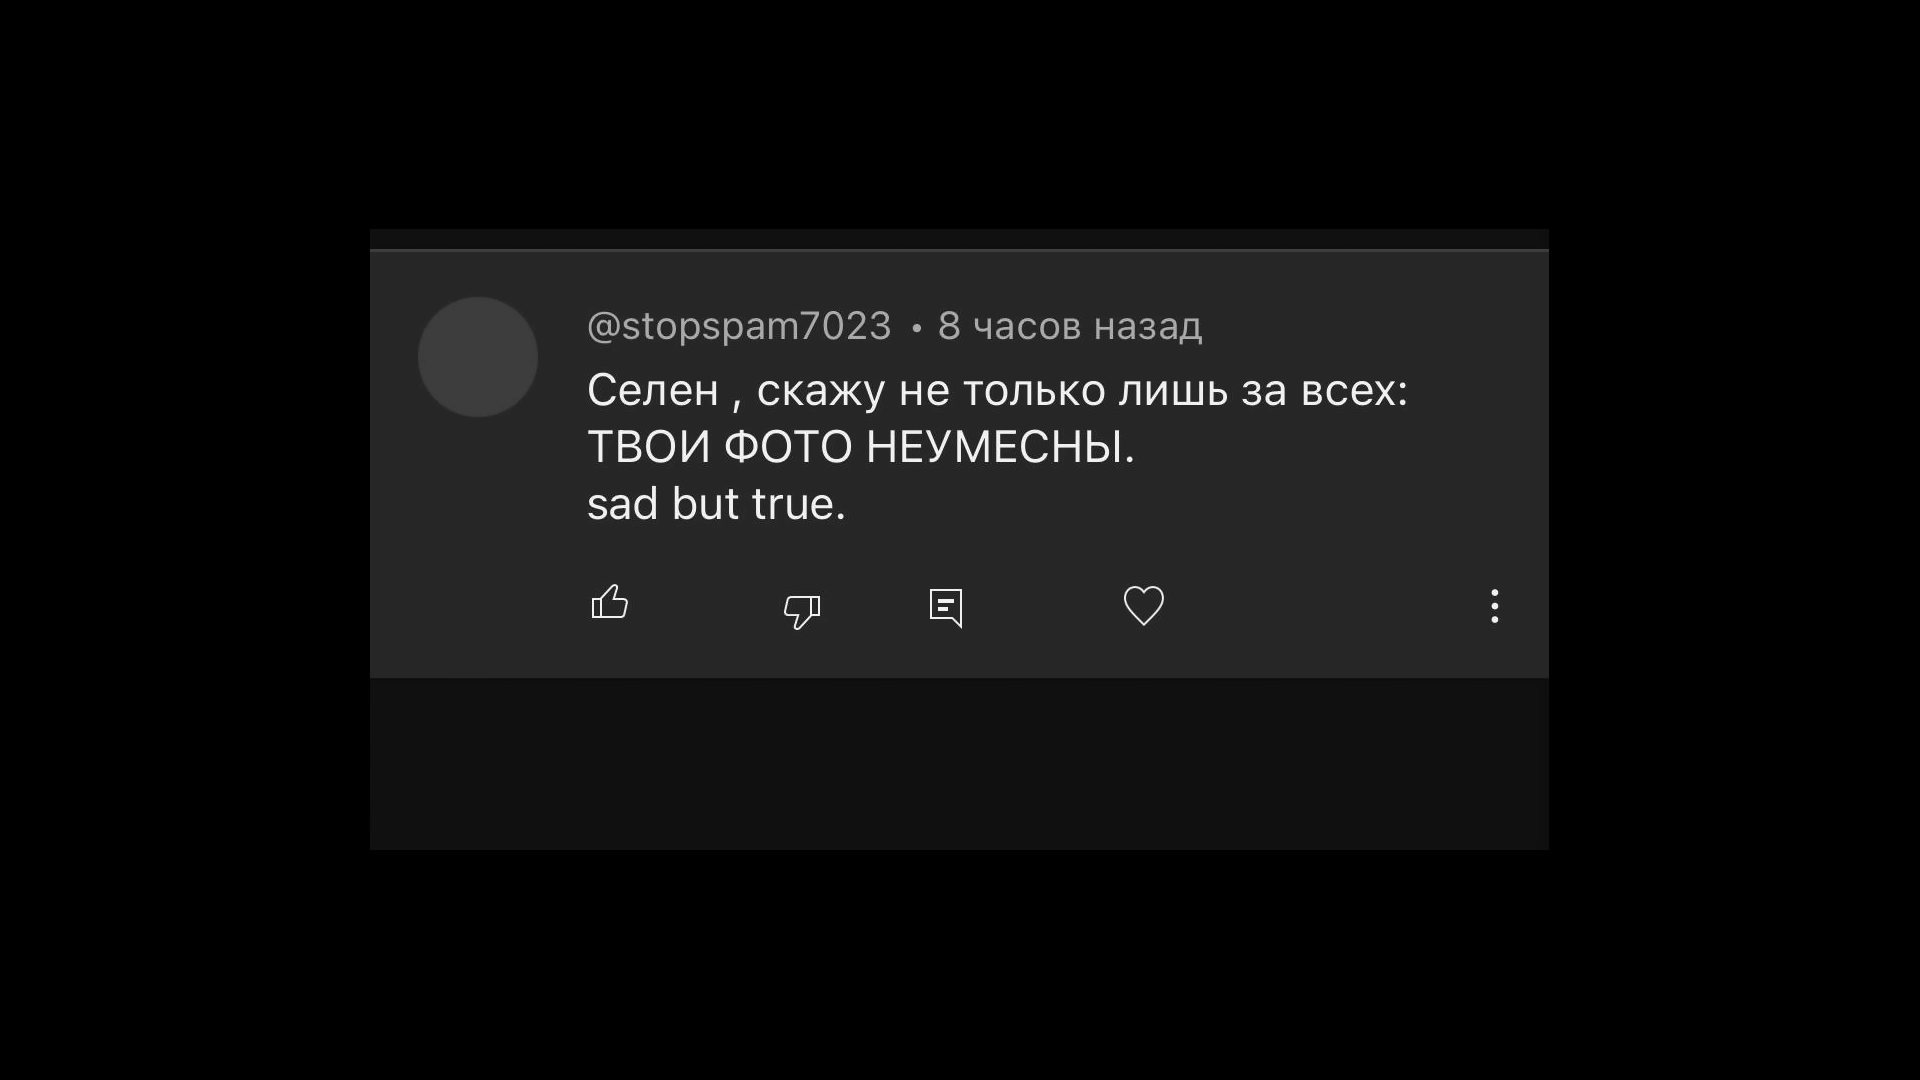 @stopspam7023 • 8 часов назад
Селен , скажу не только лишь за всех:
ТВОИ ФОТО НЕУМЕСНЫ.
sad but true.